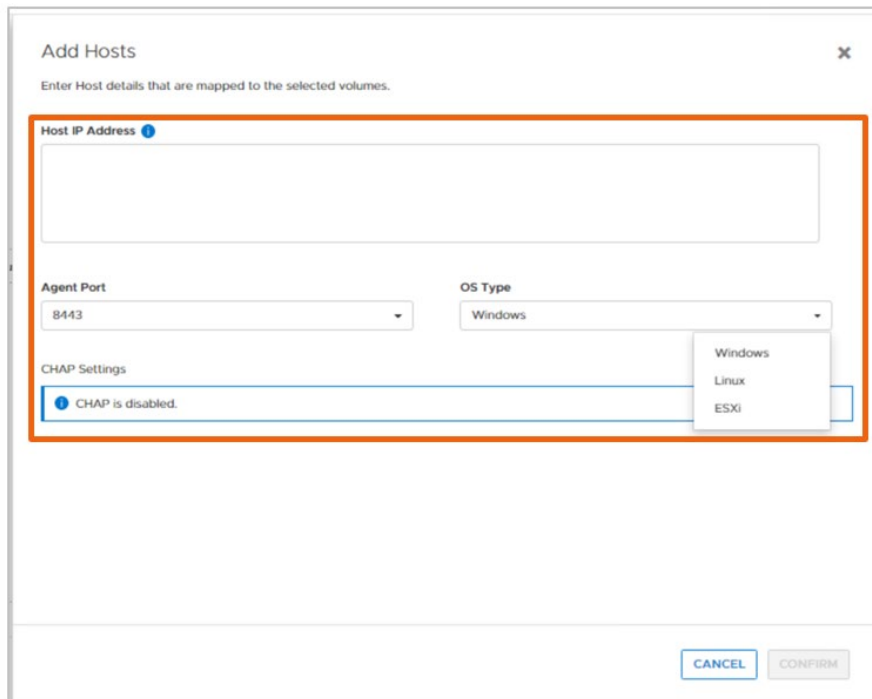 Add Hosts
Enter Host details that are mapped to the selected volumes.
Host IP Address
Agent Port
OS Type
8443
Windows
Windows
Linux
ESXi
CHAP Settings
CHAP is disabled.
CANCEL
CONFIRM